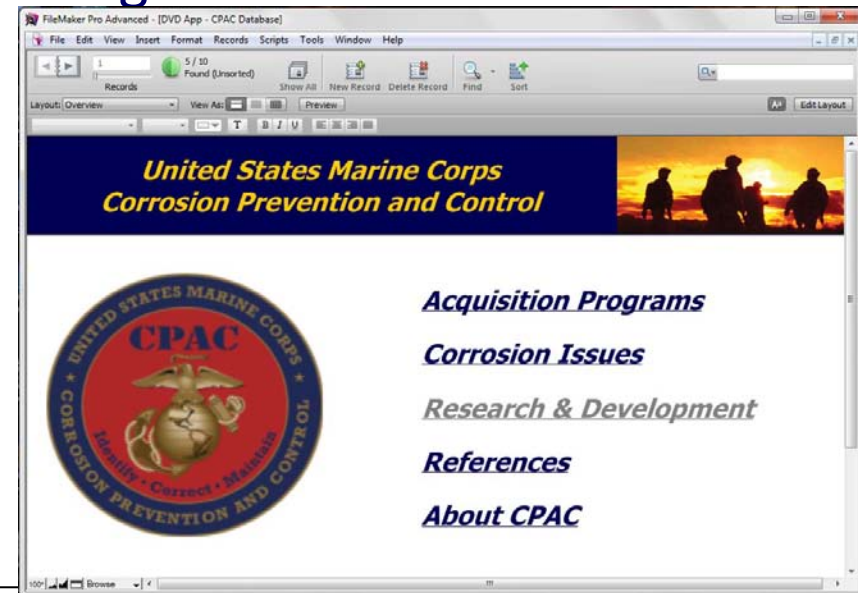 g
FileMaker Pro Advanced - [DVD App - CPAC Database]
File Edit View Insert Format Records Scripts Tools Window Help
1
Records
5 / 10
Found (Unsorted)
Show All New Record Delete Record Find Sort
Layout: Overview View As: Preview Aa Edit Layout
T B I U
United States Marine Corps
Corrosion Prevention and Control
UNITED STATES MARINE CORPS
CPAC
Identify • Correct • Maintain
CORROSION PREVENTION AND CONTROL
Acquisition Programs
Corrosion Issues
Research & Development
References
About CPAC
100 Browse